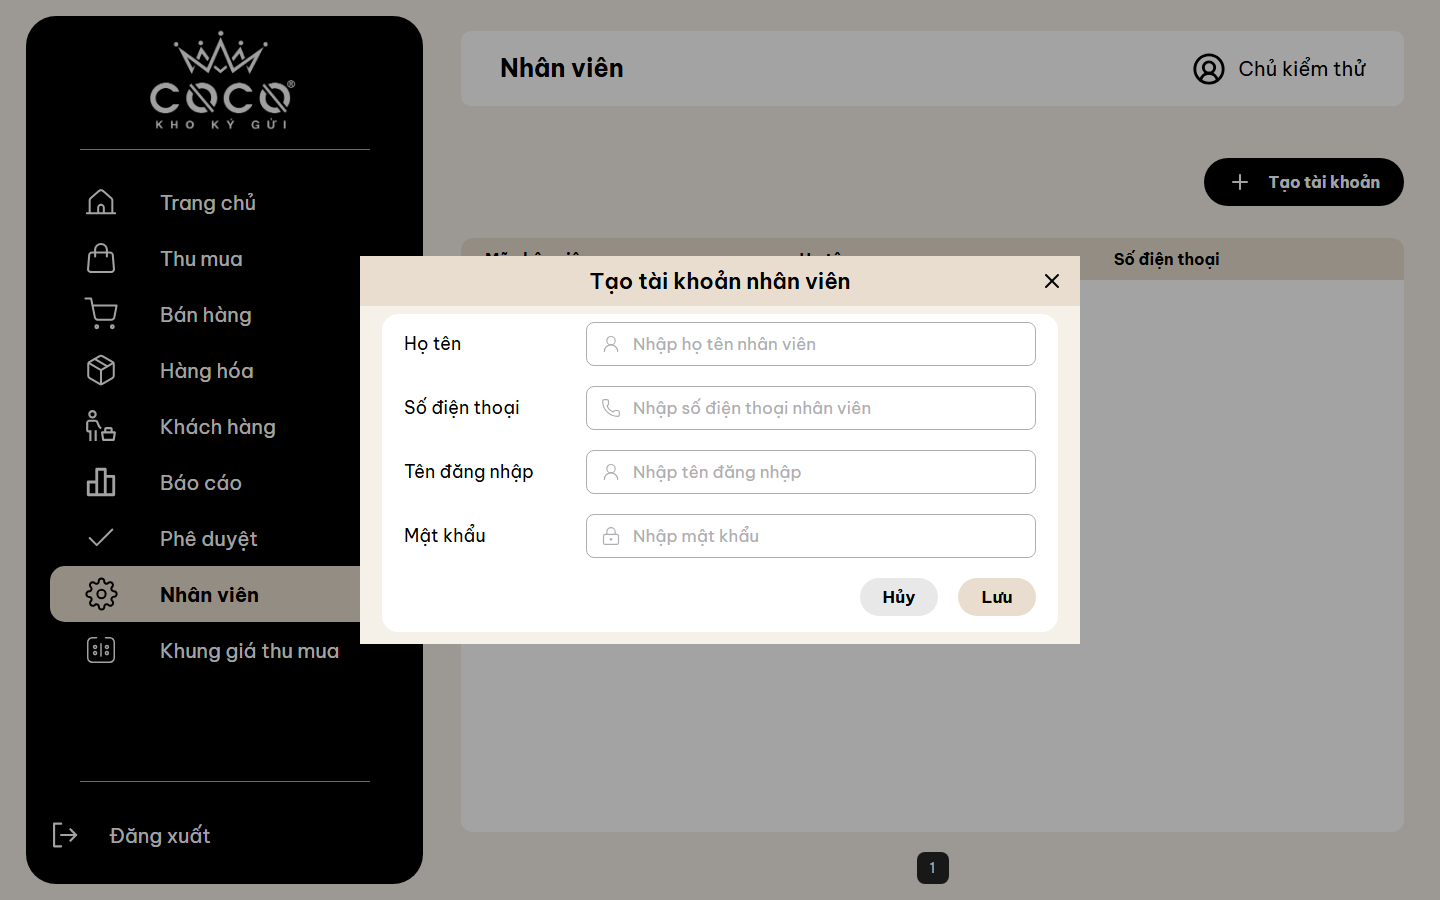 COCO®
KHO KÝ GỬI
Trang chủ
Thu mua
Bán hàng
Hàng hóa
Khách hàng
Báo cáo
Phê duyệt
Nhân viên
Khung giá thu mua
Đăng xuất
Nhân viên
Chủ kiểm thử
Tạo tài khoản
Số điện thoại
Tạo tài khoản nhân viên
Họ tên
Nhập họ tên nhân viên
Số điện thoại
Nhập số điện thoại nhân viên
Tên đăng nhập
Nhập tên đăng nhập
Mật khẩu
Nhập mật khẩu
Hủy
Lưu
1